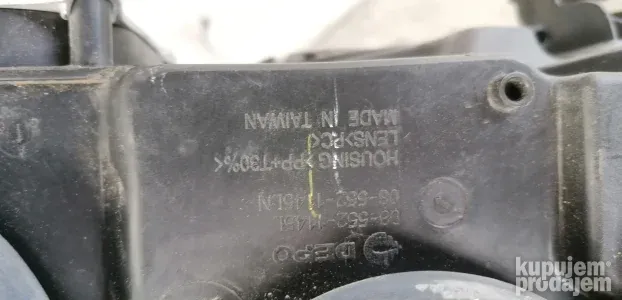 DEPO
HOUSING >PP+T30%<
LENS >PC<
MADE IN TAIWAN
kupujem
prodajem